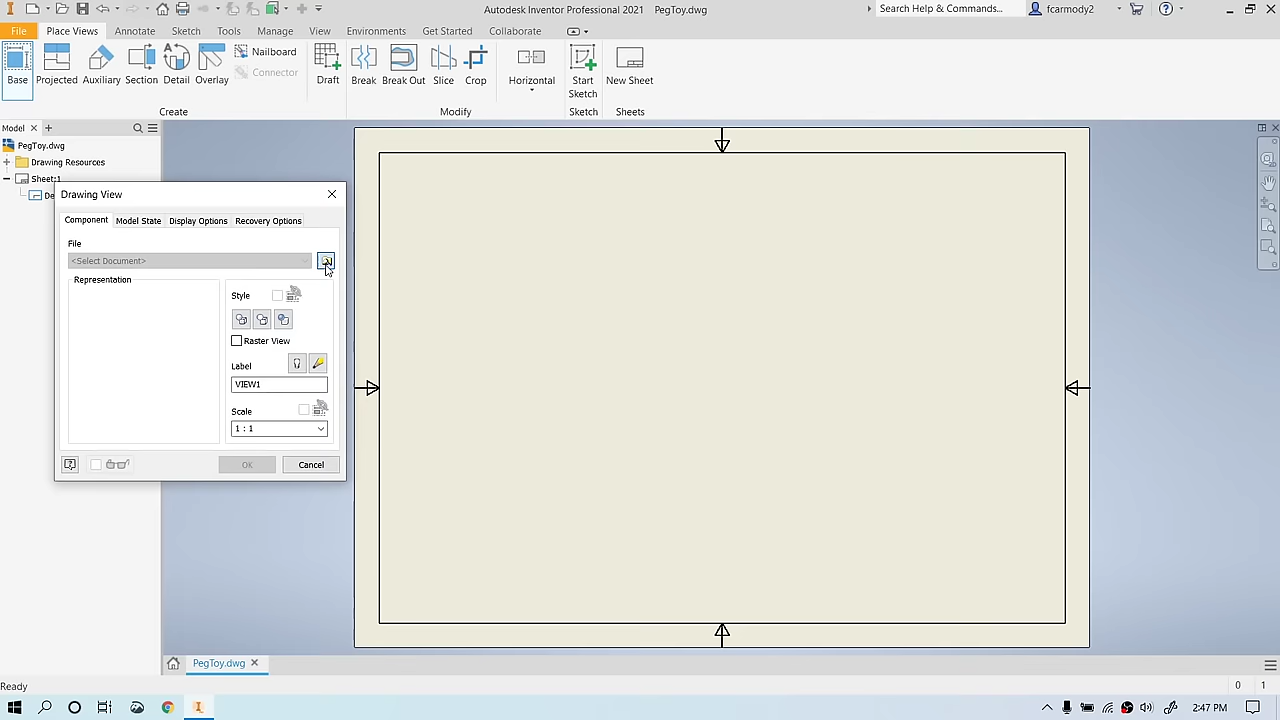 Autodesk Inventor Professional 2021 PegToy.dwg
Search Help & Commands...
fcarmody2
File Place Views Annotate Sketch Tools Manage View Environments Get Started Collaborate
Base Projected Auxiliary Section Detail Overlay
Nailboard
Connector
Draft Break Break Out Slice Crop Horizontal
Start
Sketch
New Sheet
Create Modify Sketch Sheets
Model
PegToy.dwg
Drawing Resources
Sheet:1
De
Drawing View
Component Model State Display Options Recovery Options
File
<Select Document>
Representation
Style
Raster View
Label
VIEW1
Scale
1 : 1
OK Cancel
PegToy.dwg
Ready
0 1
2:47 PM